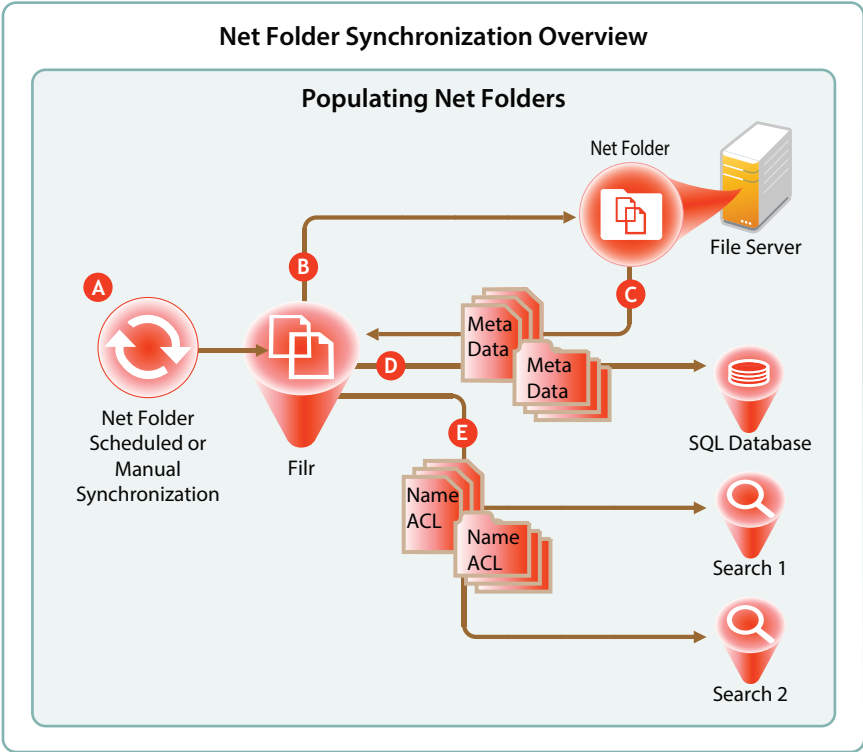 Net Folder Synchronization Overview
Populating Net Folders
Net Folder
File Server
B
A
C
Meta
Data
D
Meta
Data
SQL Database
Net Folder
Scheduled or
Manual
Synchronization
Filr
E
Name
ACL
Name
ACL
Search 1
Search 2